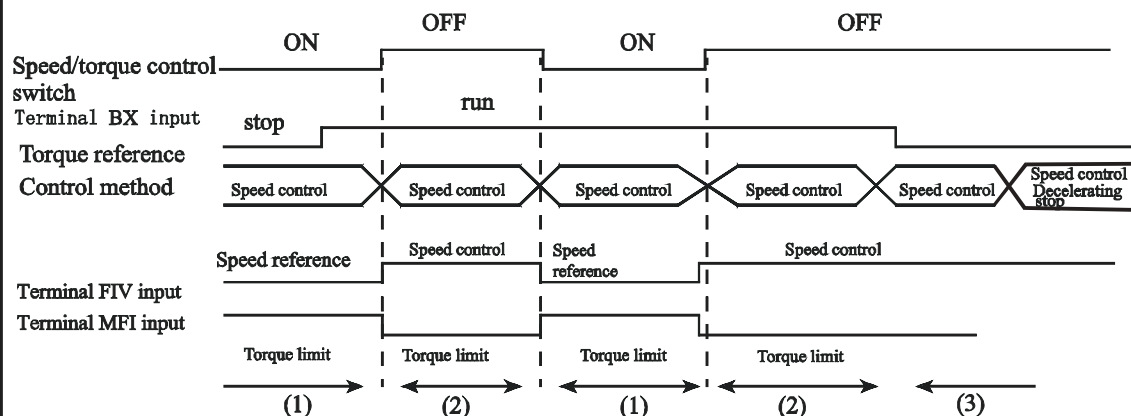 OFF
OFF
ON
ON
Speed/torque control
switch
run
Terminal BX input
stop
Torque reference
Control method
Speed control
Speed control
Speed control
Speed control
Speed control
Speed control
Decelerating
stop
Speed reference
Speed control
Speed
reference
Speed control
Terminal FIV input
Terminal MFI input
Torque limit
Torque limit
Torque limit
Torque limit
(1)
(2)
(1)
(2)
(3)